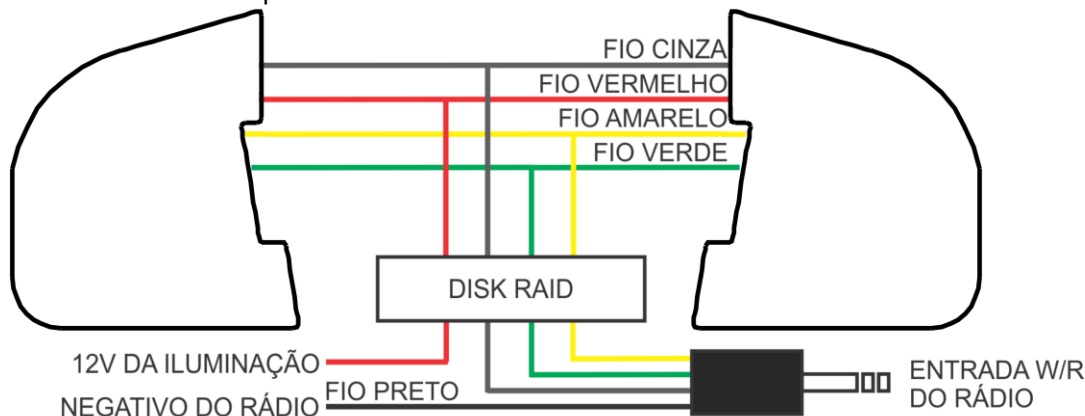 FIO CINZA
FIO VERMELHO
FIO AMARELO
FIO VERDE
DISK RAID
12V DA ILUMINAÇÃO
FIO PRETO
NEGATIVO DO RÁDIO
ENTRADA W/R
DO RÁDIO